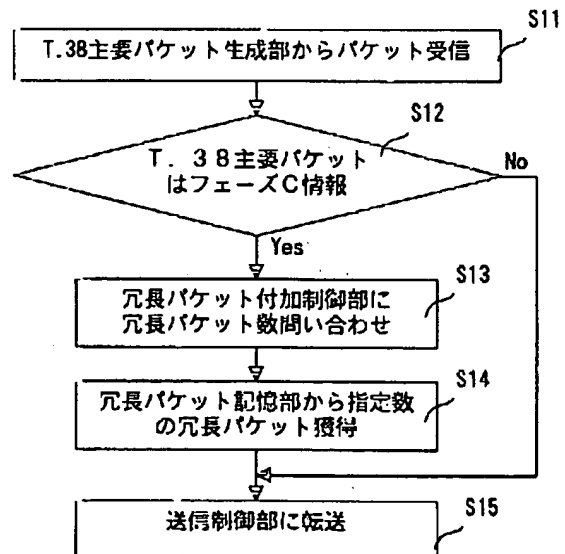 S11
T.38主要パケット生成部からパケット受信
S12
T.38主要パケット
はフェーズC情報
No
Yes
S13
冗長パケット付加制御部に
冗長パケット数問い合わせ
S14
冗長パケット記憶部から指定数
の冗長パケット獲得
S15
送信制御部に転送